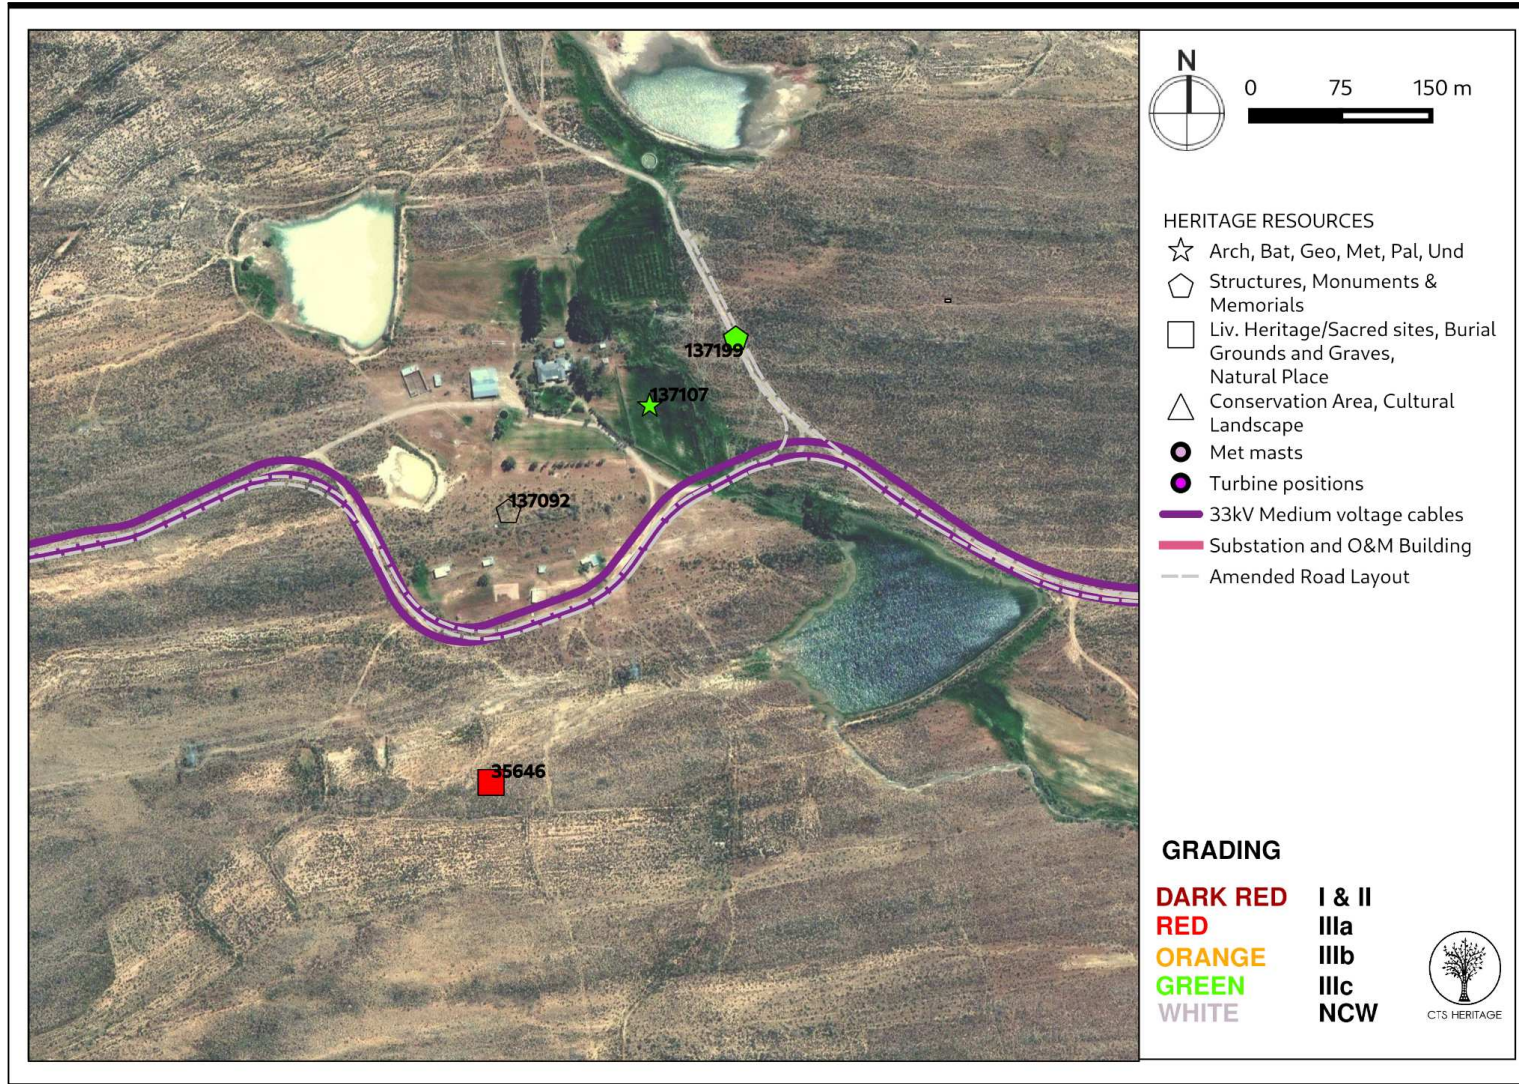 N
0 75 150 m
HERITAGE RESOURCES
Arch, Bat, Geo, Met, Pal, Und
Structures, Monuments &
Memorials
Liv. Heritage/Sacred sites, Burial
Grounds and Graves,
Natural Place
Conservation Area, Cultural
Landscape
Met masts
Turbine positions
33kV Medium voltage cables
Substation and O&M Building
Amended Road Layout
137199
137107
137092
35646
GRADING
DARK RED I & II
RED IIIa
ORANGE IIIb
GREEN IIIc
WHITE NCW
CTS HERITAGE